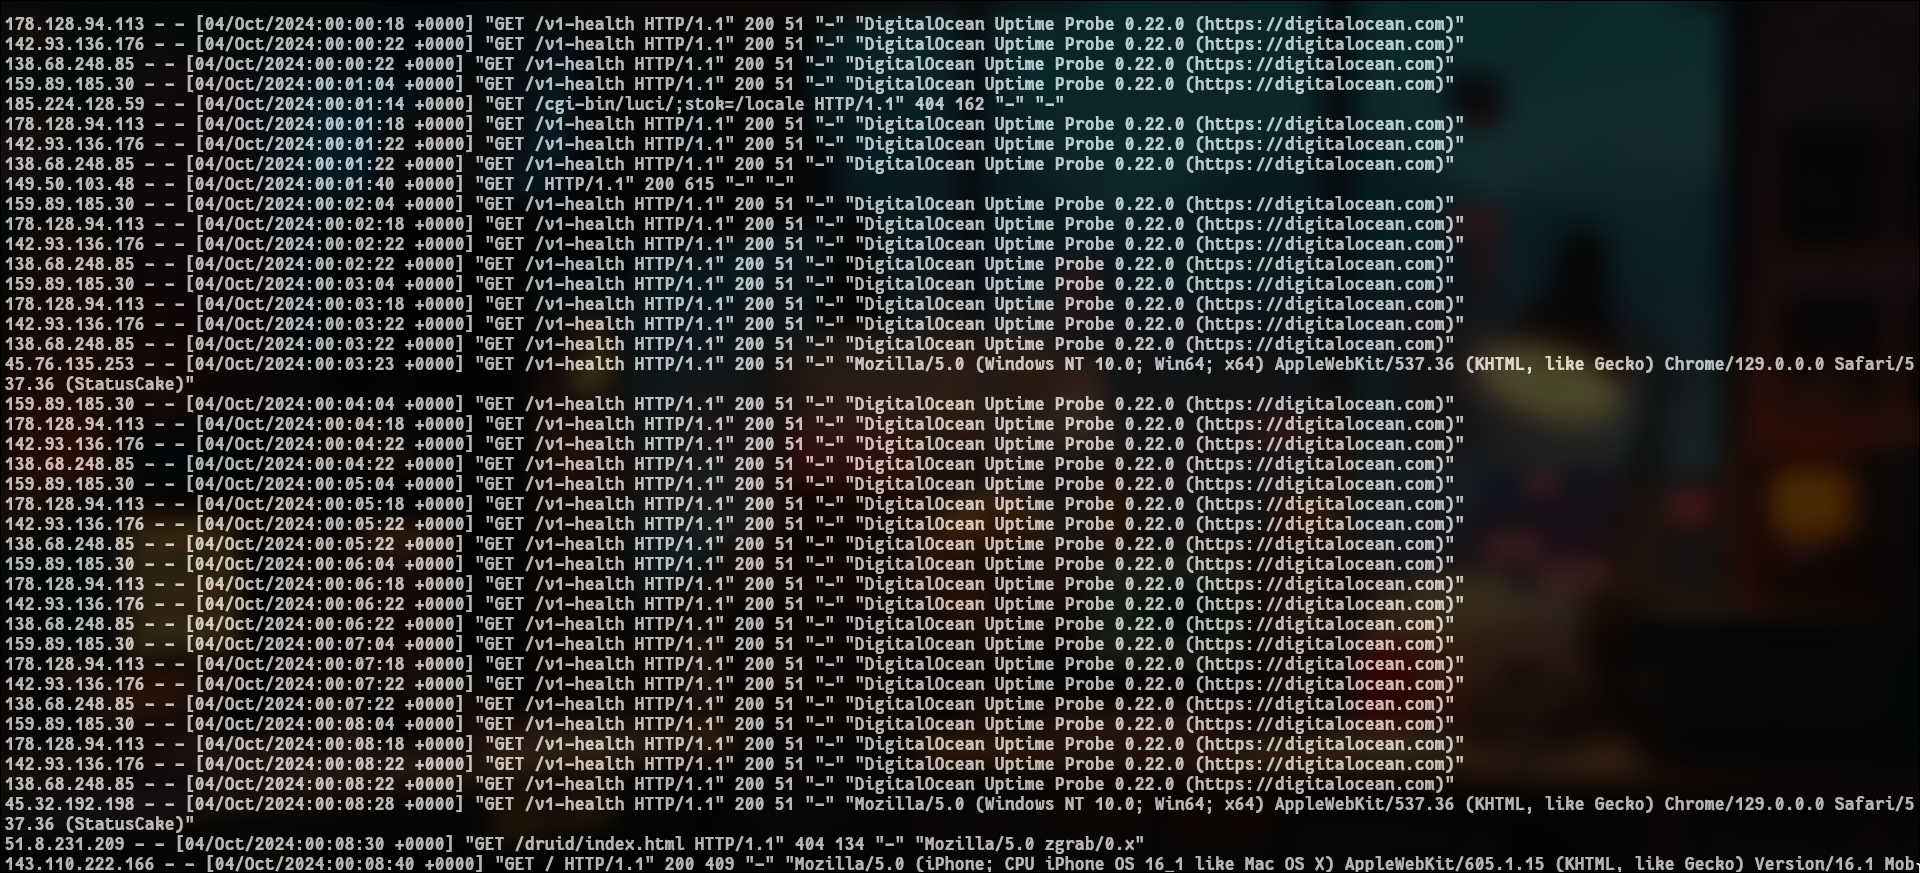 178.128.94.113 - - [04/Oct/2024:00:00:18 +0000] "GET /v1-health HTTP/1.1" 200 51 "-" "DigitalOcean Uptime Probe 0.22.0 (https://digitalocean.com)"
142.93.136.176 - - [04/Oct/2024:00:00:22 +0000] "GET /v1-health HTTP/1.1" 200 51 "-" "DigitalOcean Uptime Probe 0.22.0 (https://digitalocean.com)"
138.68.248.85 - - [04/Oct/2024:00:00:22 +0000] "GET /v1-health HTTP/1.1" 200 51 "-" "DigitalOcean Uptime Probe 0.22.0 (https://digitalocean.com)"
159.89.185.30 - - [04/Oct/2024:00:01:04 +0000] "GET /v1-health HTTP/1.1" 200 51 "-" "DigitalOcean Uptime Probe 0.22.0 (https://digitalocean.com)"
185.224.128.59 - - [04/Oct/2024:00:01:14 +0000] "GET /cgi-bin/luci/;stok=/locale HTTP/1.1" 404 162 "-" "-"
178.128.94.113 - - [04/Oct/2024:00:01:18 +0000] "GET /v1-health HTTP/1.1" 200 51 "-" "DigitalOcean Uptime Probe 0.22.0 (https://digitalocean.com)"
142.93.136.176 - - [04/Oct/2024:00:01:22 +0000] "GET /v1-health HTTP/1.1" 200 51 "-" "DigitalOcean Uptime Probe 0.22.0 (https://digitalocean.com)"
138.68.248.85 - - [04/Oct/2024:00:01:22 +0000] "GET /v1-health HTTP/1.1" 200 51 "-" "DigitalOcean Uptime Probe 0.22.0 (https://digitalocean.com)"
149.50.103.48 - - [04/Oct/2024:00:01:40 +0000] "GET / HTTP/1.1" 200 615 "-" "-"
159.89.185.30 - - [04/Oct/2024:00:02:04 +0000] "GET /v1-health HTTP/1.1" 200 51 "-" "DigitalOcean Uptime Probe 0.22.0 (https://digitalocean.com)"
178.128.94.113 - - [04/Oct/2024:00:02:18 +0000] "GET /v1-health HTTP/1.1" 200 51 "-" "DigitalOcean Uptime Probe 0.22.0 (https://digitalocean.com)"
142.93.136.176 - - [04/Oct/2024:00:02:22 +0000] "GET /v1-health HTTP/1.1" 200 51 "-" "DigitalOcean Uptime Probe 0.22.0 (https://digitalocean.com)"
138.68.248.85 - - [04/Oct/2024:00:02:22 +0000] "GET /v1-health HTTP/1.1" 200 51 "-" "DigitalOcean Uptime Probe 0.22.0 (https://digitalocean.com)"
159.89.185.30 - - [04/Oct/2024:00:03:04 +0000] "GET /v1-health HTTP/1.1" 200 51 "-" "DigitalOcean Uptime Probe 0.22.0 (https://digitalocean.com)"
178.128.94.113 - - [04/Oct/2024:00:03:18 +0000] "GET /v1-health HTTP/1.1" 200 51 "-" "DigitalOcean Uptime Probe 0.22.0 (https://digitalocean.com)"
142.93.136.176 - - [04/Oct/2024:00:03:22 +0000] "GET /v1-health HTTP/1.1" 200 51 "-" "DigitalOcean Uptime Probe 0.22.0 (https://digitalocean.com)"
138.68.248.85 - - [04/Oct/2024:00:03:22 +0000] "GET /v1-health HTTP/1.1" 200 51 "-" "DigitalOcean Uptime Probe 0.22.0 (https://digitalocean.com)"
45.76.135.253 - - [04/Oct/2024:00:03:23 +0000] "GET /v1-health HTTP/1.1" 200 51 "-" "Mozilla/5.0 (Windows NT 10.0; Win64; x64) AppleWebKit/537.36 (KHTML, like Gecko) Chrome/129.0.0.0 Safari/5
37.36 (StatusCake)"
159.89.185.30 - - [04/Oct/2024:00:04:04 +0000] "GET /v1-health HTTP/1.1" 200 51 "-" "DigitalOcean Uptime Probe 0.22.0 (https://digitalocean.com)"
178.128.94.113 - - [04/Oct/2024:00:04:18 +0000] "GET /v1-health HTTP/1.1" 200 51 "-" "DigitalOcean Uptime Probe 0.22.0 (https://digitalocean.com)"
142.93.136.176 - - [04/Oct/2024:00:04:22 +0000] "GET /v1-health HTTP/1.1" 200 51 "-" "DigitalOcean Uptime Probe 0.22.0 (https://digitalocean.com)"
138.68.248.85 - - [04/Oct/2024:00:04:22 +0000] "GET /v1-health HTTP/1.1" 200 51 "-" "DigitalOcean Uptime Probe 0.22.0 (https://digitalocean.com)"
159.89.185.30 - - [04/Oct/2024:00:05:04 +0000] "GET /v1-health HTTP/1.1" 200 51 "-" "DigitalOcean Uptime Probe 0.22.0 (https://digitalocean.com)"
178.128.94.113 - - [04/Oct/2024:00:05:18 +0000] "GET /v1-health HTTP/1.1" 200 51 "-" "DigitalOcean Uptime Probe 0.22.0 (https://digitalocean.com)"
142.93.136.176 - - [04/Oct/2024:00:05:22 +0000] "GET /v1-health HTTP/1.1" 200 51 "-" "DigitalOcean Uptime Probe 0.22.0 (https://digitalocean.com)"
138.68.248.85 - - [04/Oct/2024:00:05:22 +0000] "GET /v1-health HTTP/1.1" 200 51 "-" "DigitalOcean Uptime Probe 0.22.0 (https://digitalocean.com)"
159.89.185.30 - - [04/Oct/2024:00:06:04 +0000] "GET /v1-health HTTP/1.1" 200 51 "-" "DigitalOcean Uptime Probe 0.22.0 (https://digitalocean.com)"
178.128.94.113 - - [04/Oct/2024:00:06:18 +0000] "GET /v1-health HTTP/1.1" 200 51 "-" "DigitalOcean Uptime Probe 0.22.0 (https://digitalocean.com)"
142.93.136.176 - - [04/Oct/2024:00:06:22 +0000] "GET /v1-health HTTP/1.1" 200 51 "-" "DigitalOcean Uptime Probe 0.22.0 (https://digitalocean.com)"
138.68.248.85 - - [04/Oct/2024:00:06:22 +0000] "GET /v1-health HTTP/1.1" 200 51 "-" "DigitalOcean Uptime Probe 0.22.0 (https://digitalocean.com)"
159.89.185.30 - - [04/Oct/2024:00:07:04 +0000] "GET /v1-health HTTP/1.1" 200 51 "-" "DigitalOcean Uptime Probe 0.22.0 (https://digitalocean.com)"
178.128.94.113 - - [04/Oct/2024:00:07:18 +0000] "GET /v1-health HTTP/1.1" 200 51 "-" "DigitalOcean Uptime Probe 0.22.0 (https://digitalocean.com)"
142.93.136.176 - - [04/Oct/2024:00:07:22 +0000] "GET /v1-health HTTP/1.1" 200 51 "-" "DigitalOcean Uptime Probe 0.22.0 (https://digitalocean.com)"
138.68.248.85 - - [04/Oct/2024:00:07:22 +0000] "GET /v1-health HTTP/1.1" 200 51 "-" "DigitalOcean Uptime Probe 0.22.0 (https://digitalocean.com)"
159.89.185.30 - - [04/Oct/2024:00:08:04 +0000] "GET /v1-health HTTP/1.1" 200 51 "-" "DigitalOcean Uptime Probe 0.22.0 (https://digitalocean.com)"
178.128.94.113 - - [04/Oct/2024:00:08:18 +0000] "GET /v1-health HTTP/1.1" 200 51 "-" "DigitalOcean Uptime Probe 0.22.0 (https://digitalocean.com)"
142.93.136.176 - - [04/Oct/2024:00:08:22 +0000] "GET /v1-health HTTP/1.1" 200 51 "-" "DigitalOcean Uptime Probe 0.22.0 (https://digitalocean.com)"
138.68.248.85 - - [04/Oct/2024:00:08:22 +0000] "GET /v1-health HTTP/1.1" 200 51 "-" "DigitalOcean Uptime Probe 0.22.0 (https://digitalocean.com)"
45.32.192.198 - - [04/Oct/2024:00:08:28 +0000] "GET /v1-health HTTP/1.1" 200 51 "-" "Mozilla/5.0 (Windows NT 10.0; Win64; x64) AppleWebKit/537.36 (KHTML, like Gecko) Chrome/129.0.0.0 Safari/5
37.36 (StatusCake)"
51.8.231.209 - - [04/Oct/2024:00:08:30 +0000] "GET /druid/index.html HTTP/1.1" 404 134 "-" "Mozilla/5.0 zgrab/0.x"
143.110.222.166 - - [04/Oct/2024:00:08:40 +0000] "GET / HTTP/1.1" 200 409 "-" "Mozilla/5.0 (iPhone; CPU iPhone OS 16_1 like Mac OS X) AppleWebKit/605.1.15 (KHTML, like Gecko) Version/16.1 Mob